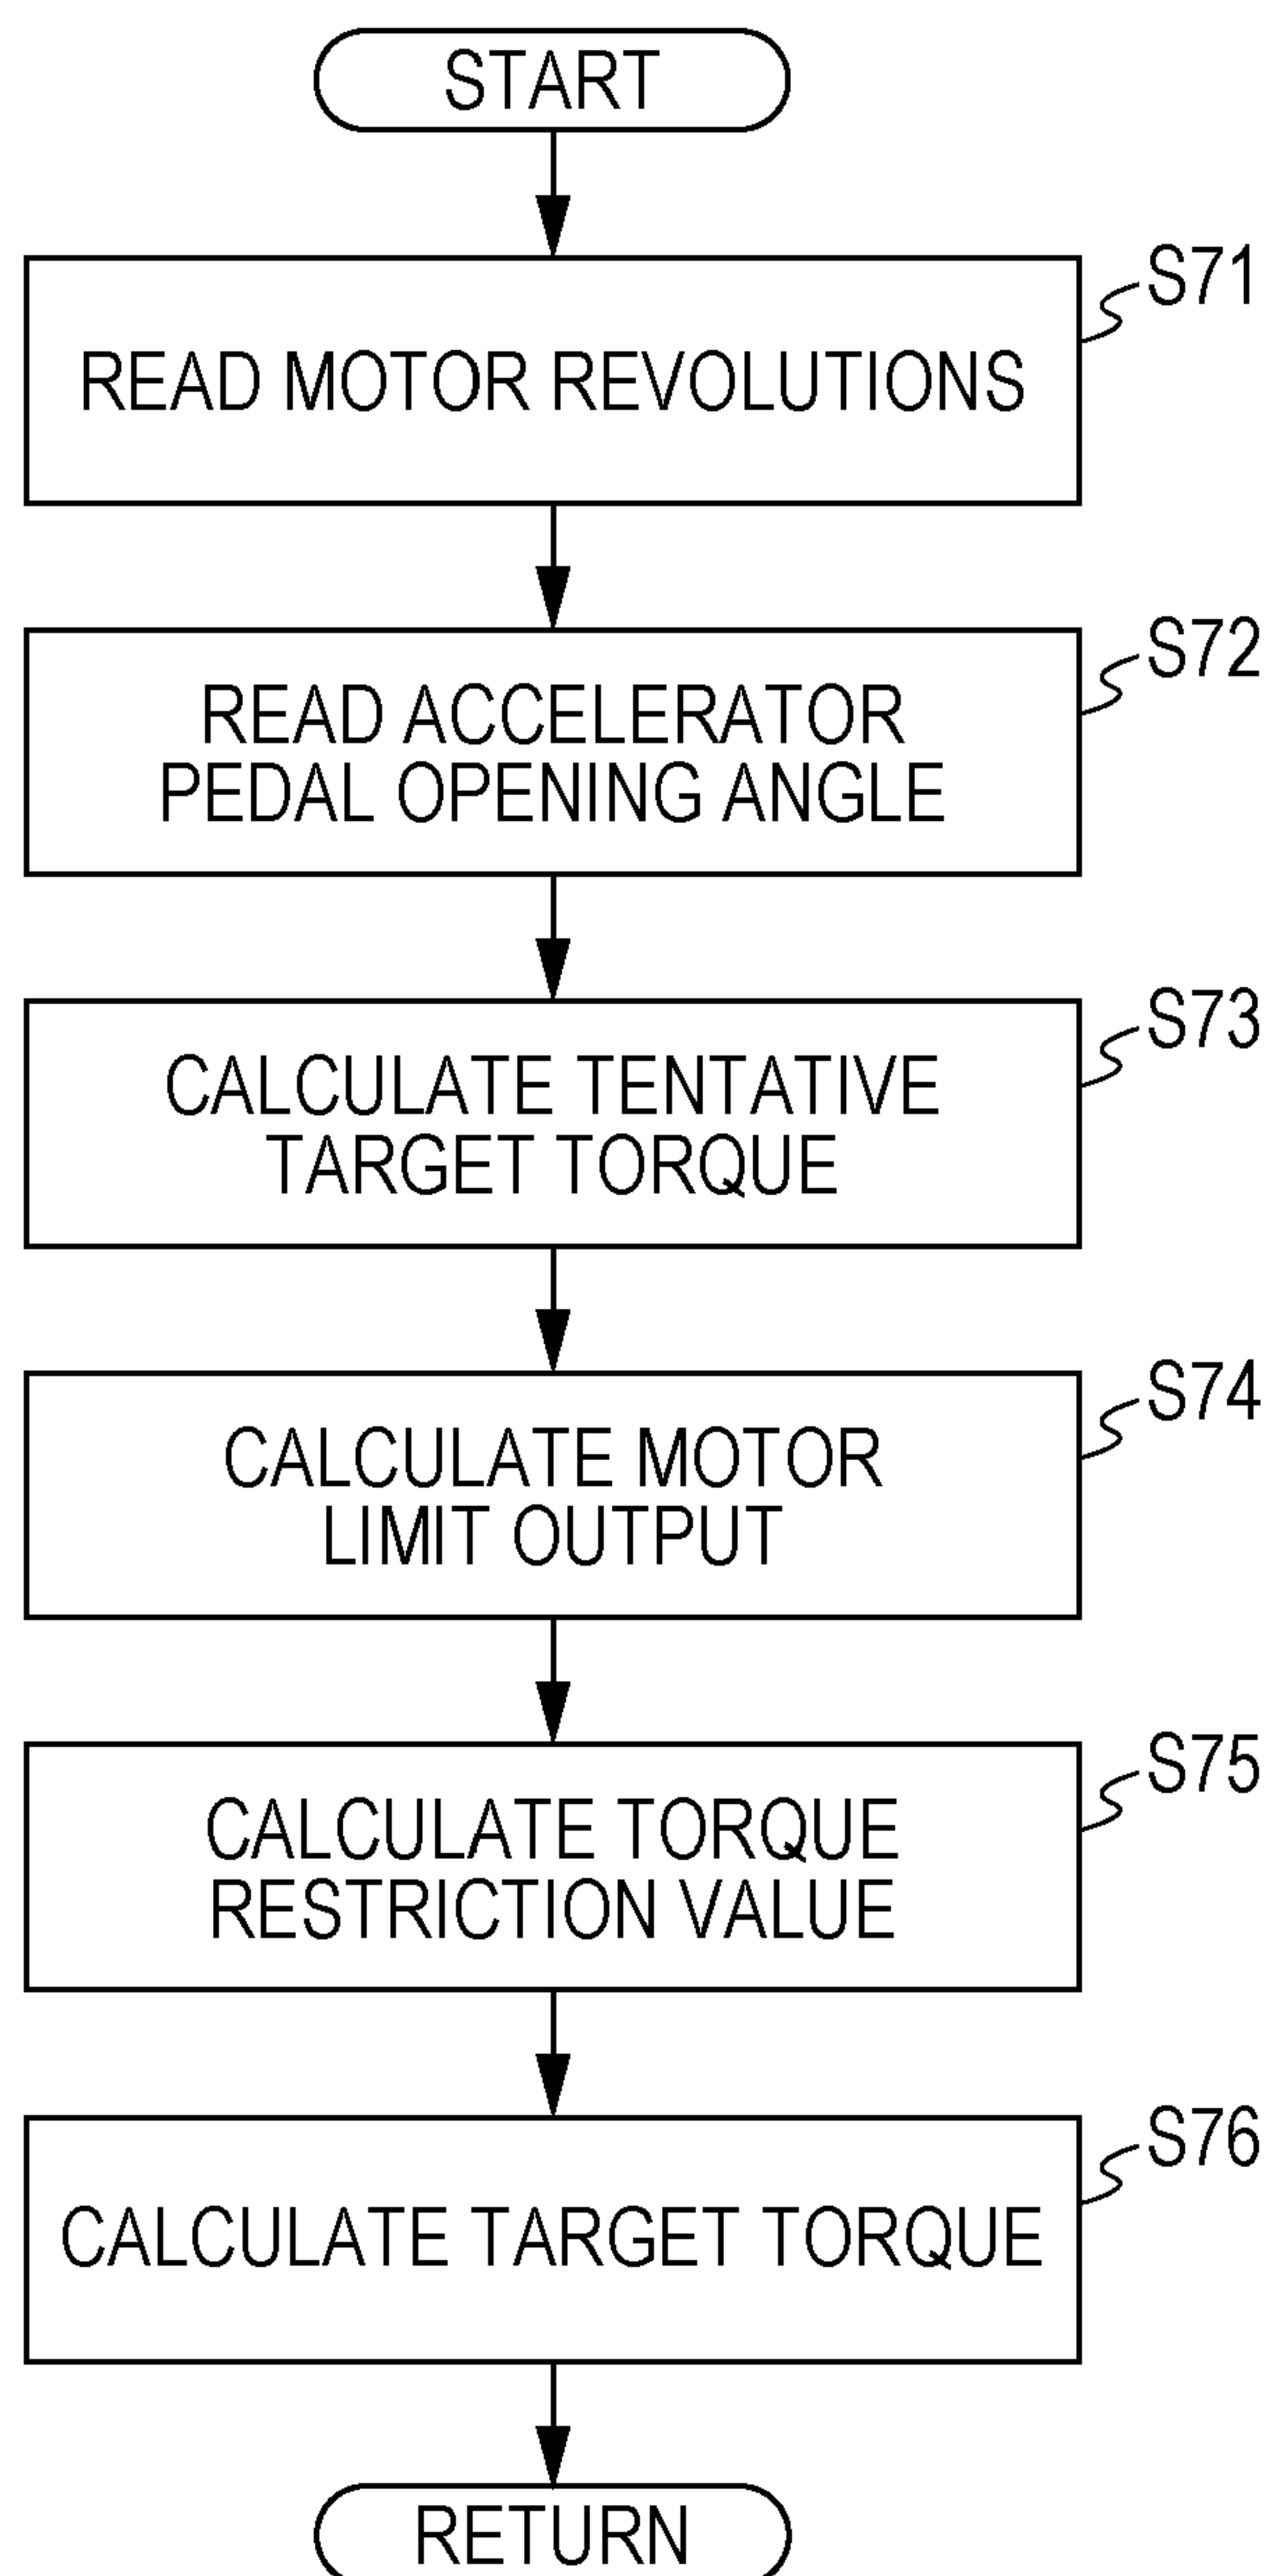 START
S71
READ MOTOR REVOLUTIONS
S72
READ ACCELERATOR
PEDAL OPENING ANGLE
S73
CALCULATE TENTATIVE
TARGET TORQUE
S74
CALCULATE MOTOR
LIMIT OUTPUT
S75
CALCULATE TORQUE
RESTRICTION VALUE
S76
CALCULATE TARGET TORQUE
RETURN